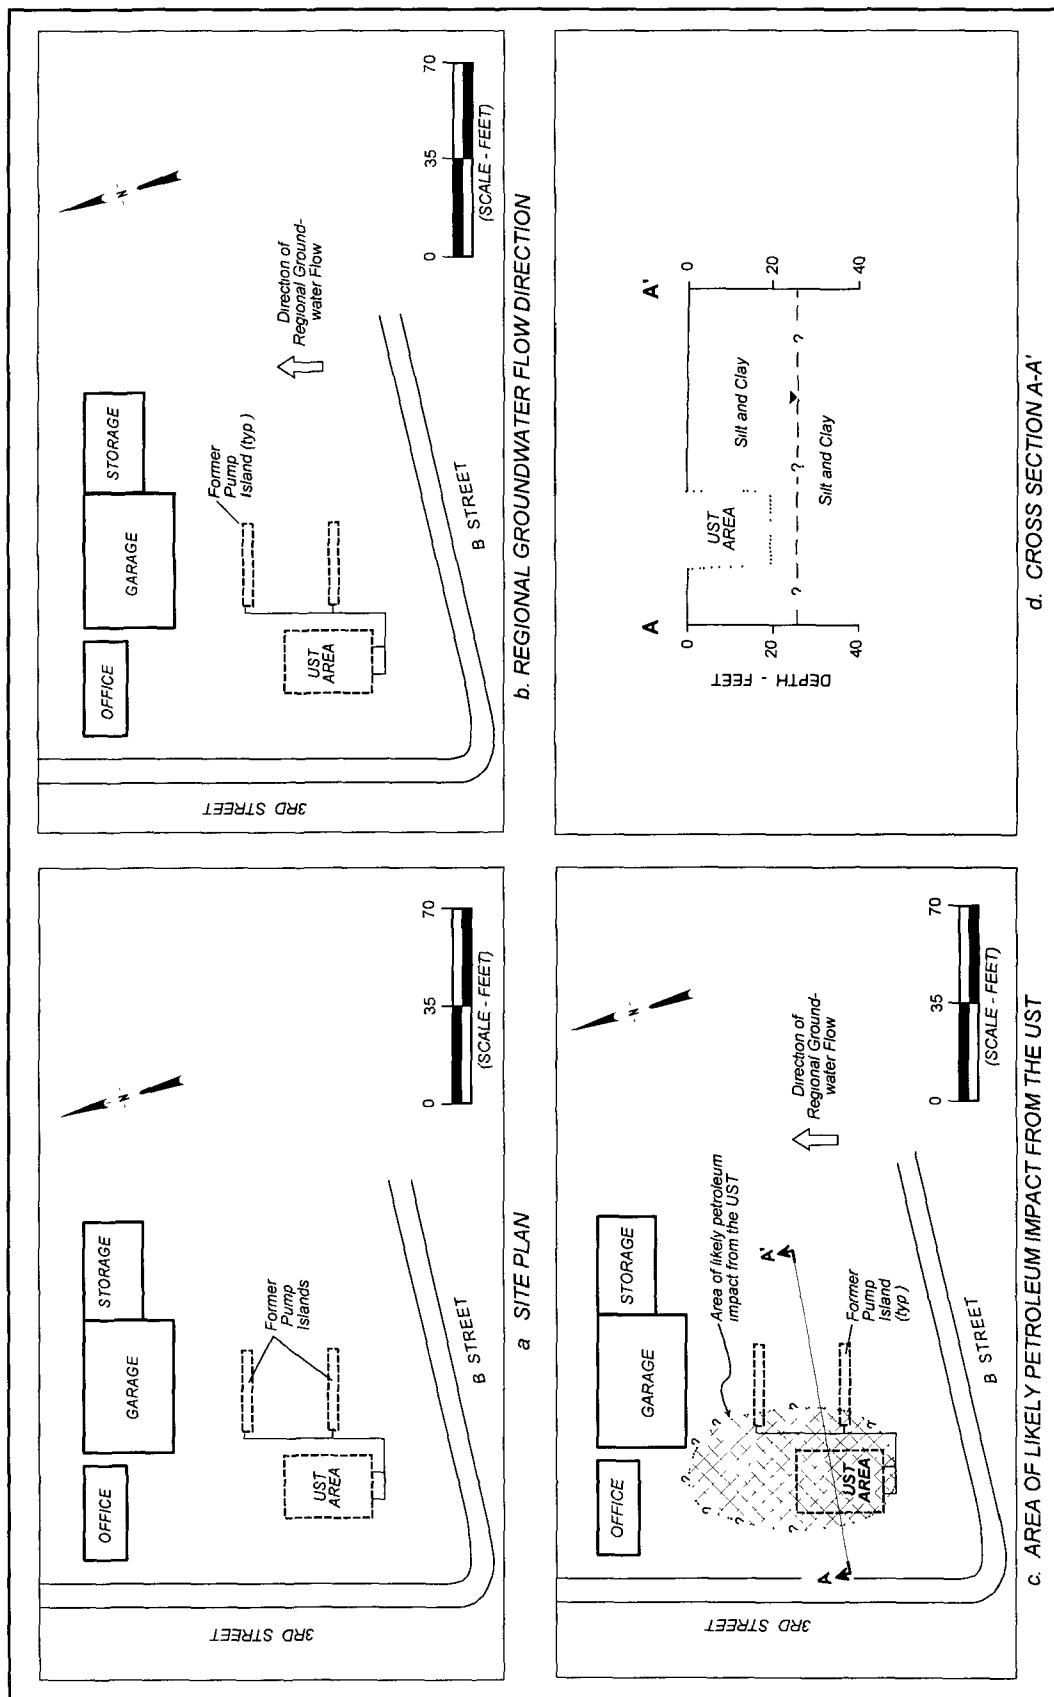 3RD STREET
OFFICE
GARAGE
STORAGE
UST
AREA
Former
Pump
Islands
B STREET
N
0
35
70
(SCALE - FEET)
a SITE PLAN
3RD STREET
OFFICE
GARAGE
STORAGE
UST
AREA
Former
Pump
Island (typ)
Direction of
Regional Ground-
water Flow
B STREET
N
0
35
70
(SCALE - FEET)
b. REGIONAL GROUNDWATER FLOW DIRECTION
3RD STREET
OFFICE
GARAGE
STORAGE
Area of likely petroleum
impact from the UST
?
?
?
?
?
?
?
?
A
A'
UST
AREA
Former
Pump
Island
(typ)
Direction of
Regional Ground-
water Flow
B STREET
N
0
35
70
(SCALE - FEET)
c. AREA OF LIKELY PETROLEUM IMPACT FROM THE UST
A
A'
0
20
40
DEPTH - FEET
UST
AREA
Silt and Clay
? ? ?
Silt and Clay
0
20
40
d. CROSS SECTION A-A'